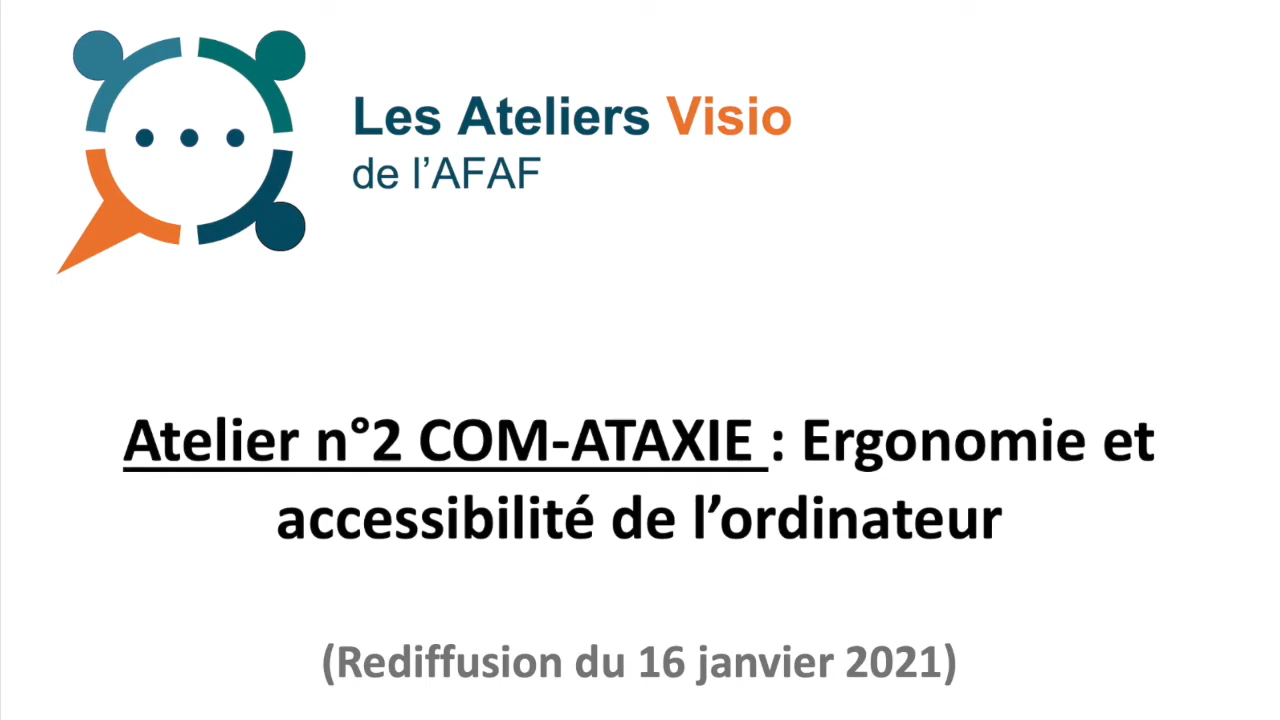 Les Ateliers Visio
de l’AFAF
Atelier n°2 COM-ATAXIE : Ergonomie et
accessibilité de l’ordinateur
(Rediffusion du 16 janvier 2021)